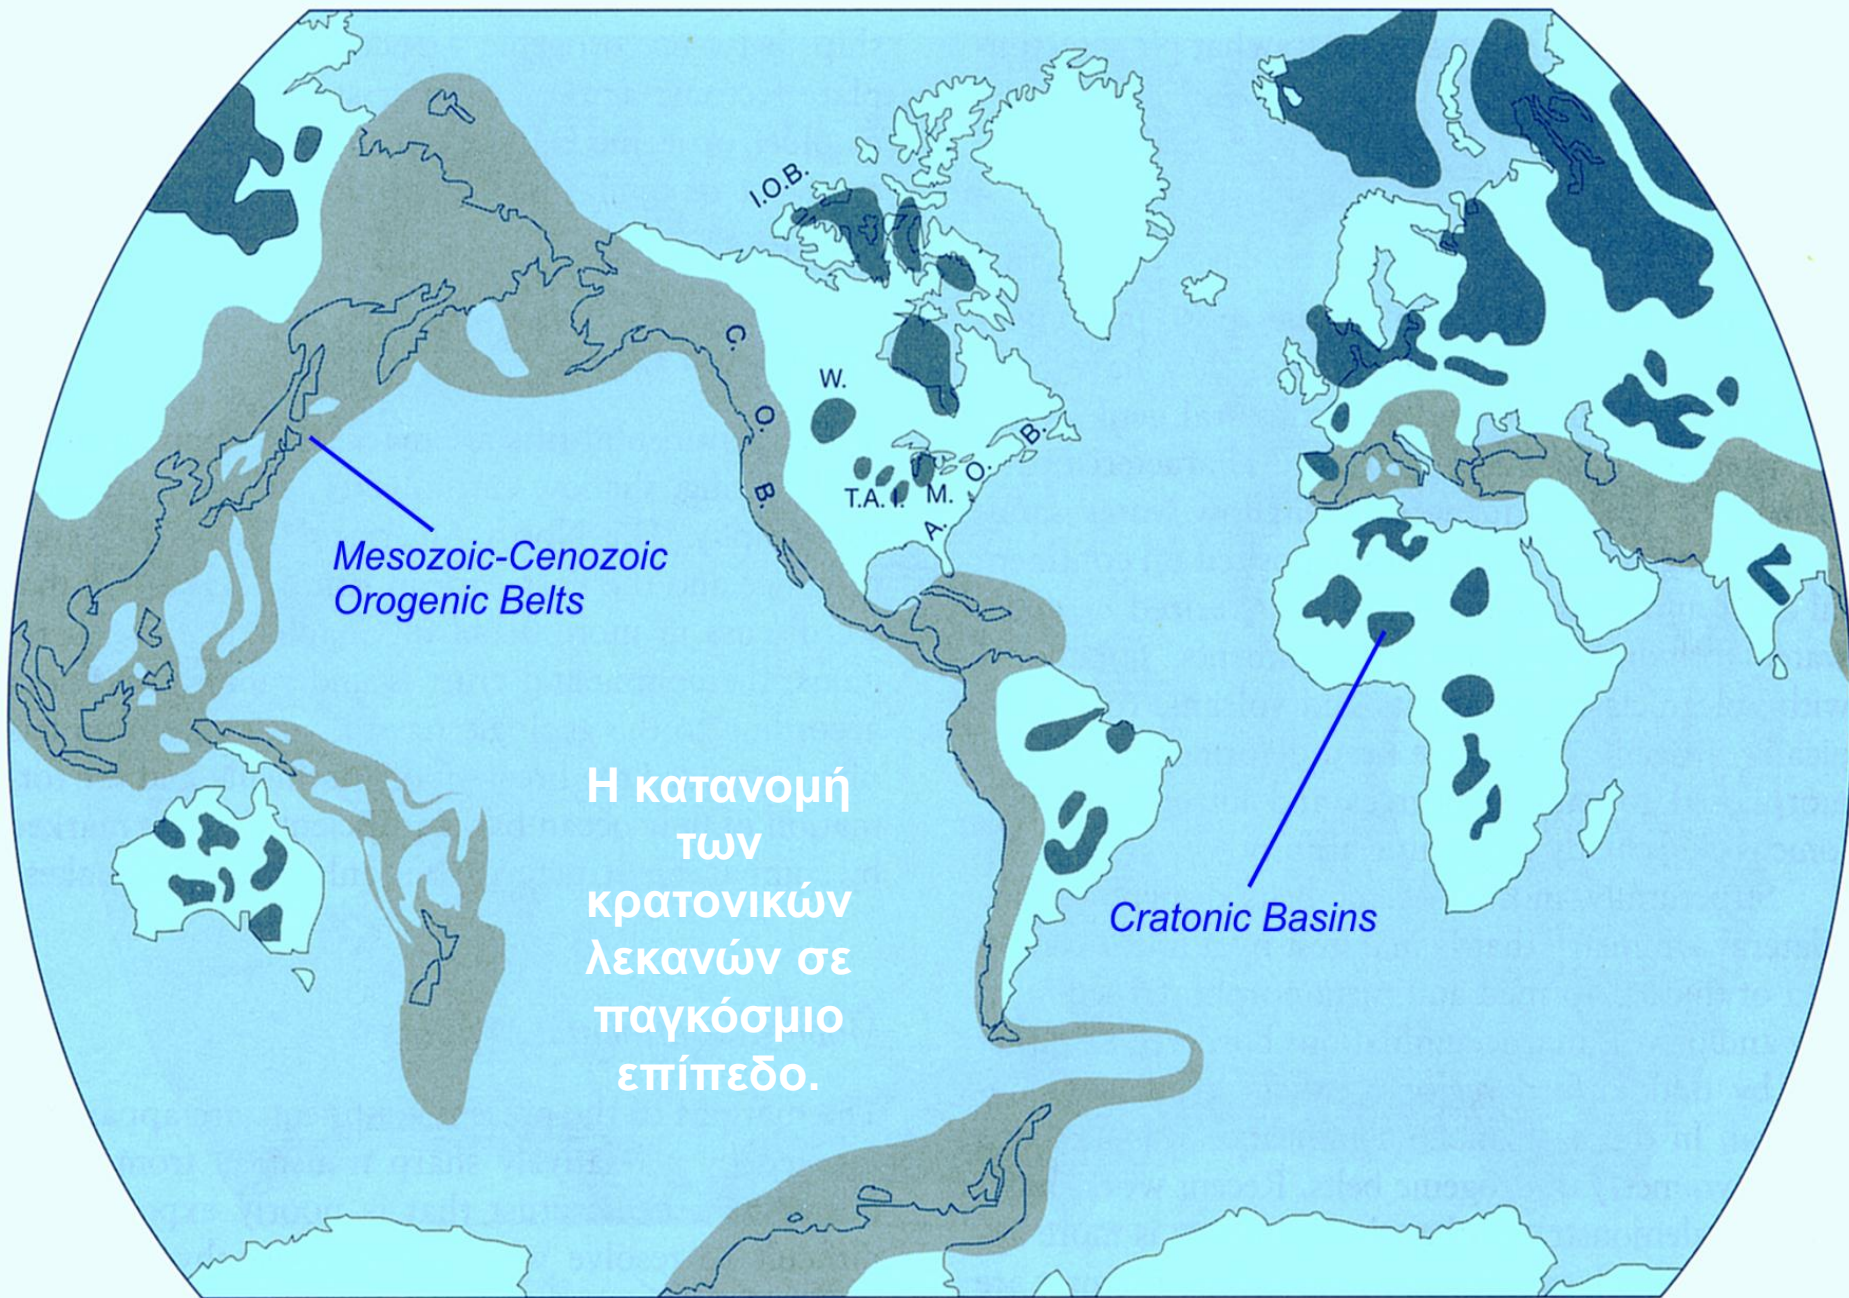 I.O.B.
C.
O.
B.
W.
T.A. I. M.
A. O. B.
Mesozoic-Cenozoic
Orogenic Belts
Η κατανομή
των
κρατονικών
λεκανών σε
παγκόσμιο
επίπεδο.
Cratonic Basins